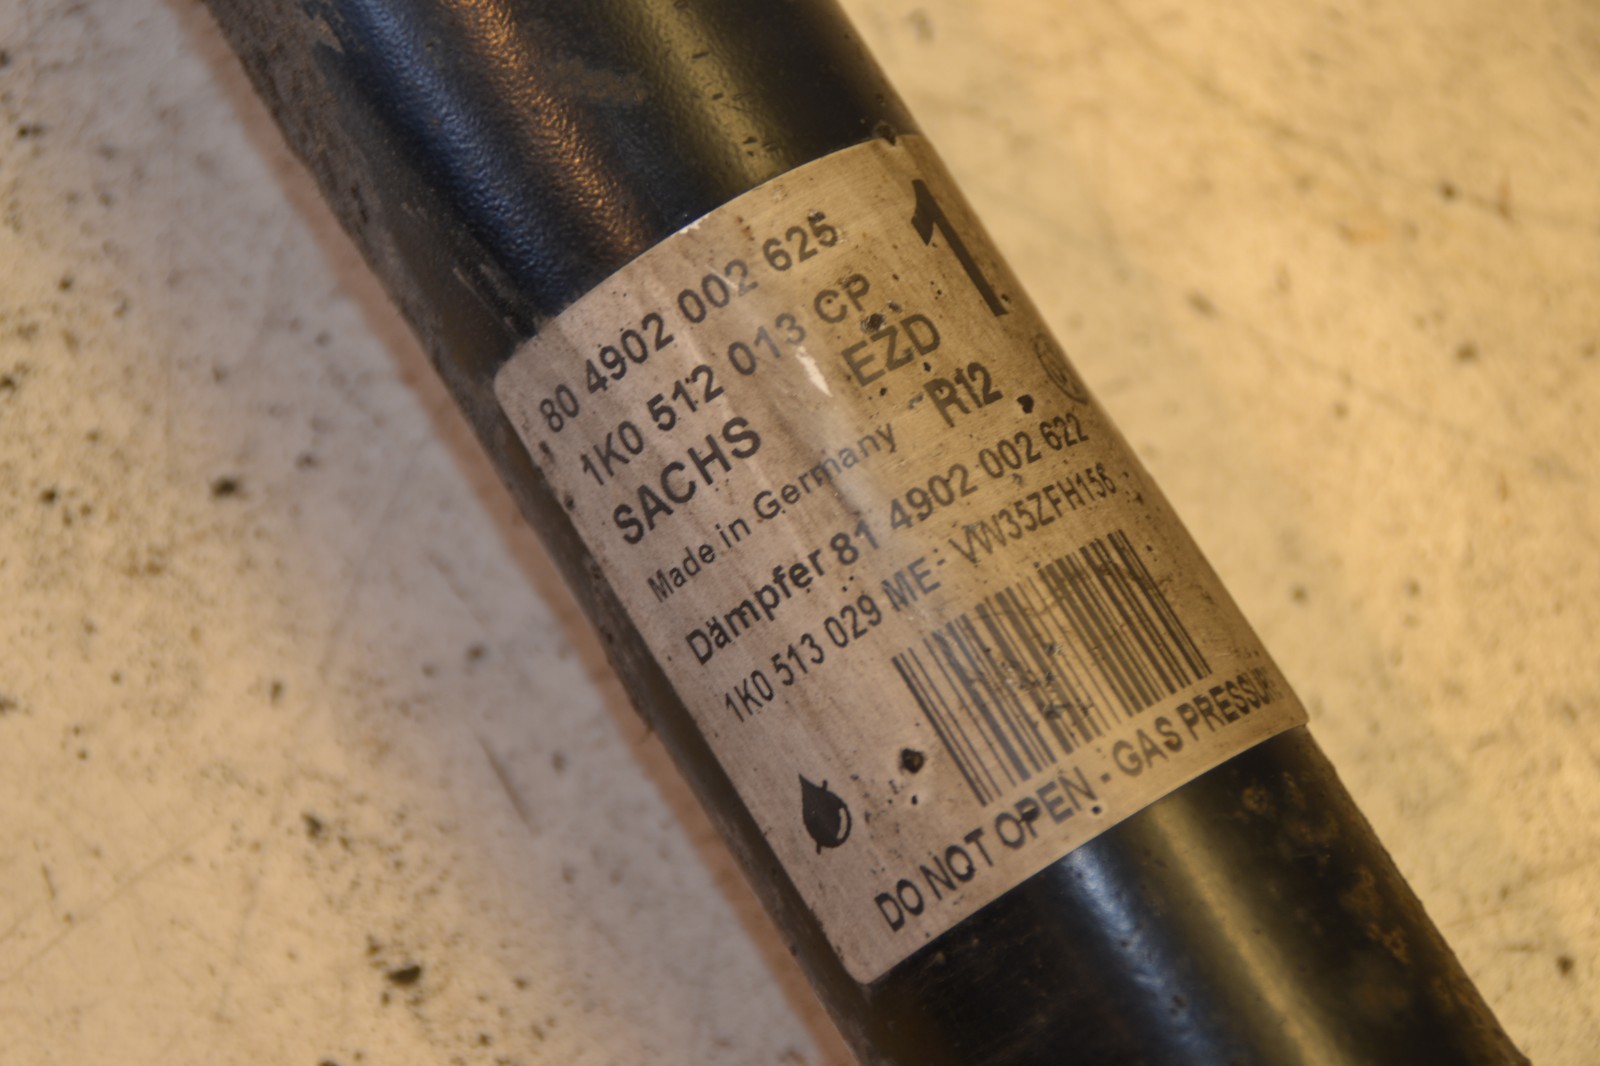 80 4902 002 625
1
1K0 512 013 CP
SACHS EZD
Made in Germany R12
Dämpfer 81 4902 002 622
1K0 513 029 ME VW35ZFH156
DO NOT OPEN - GAS